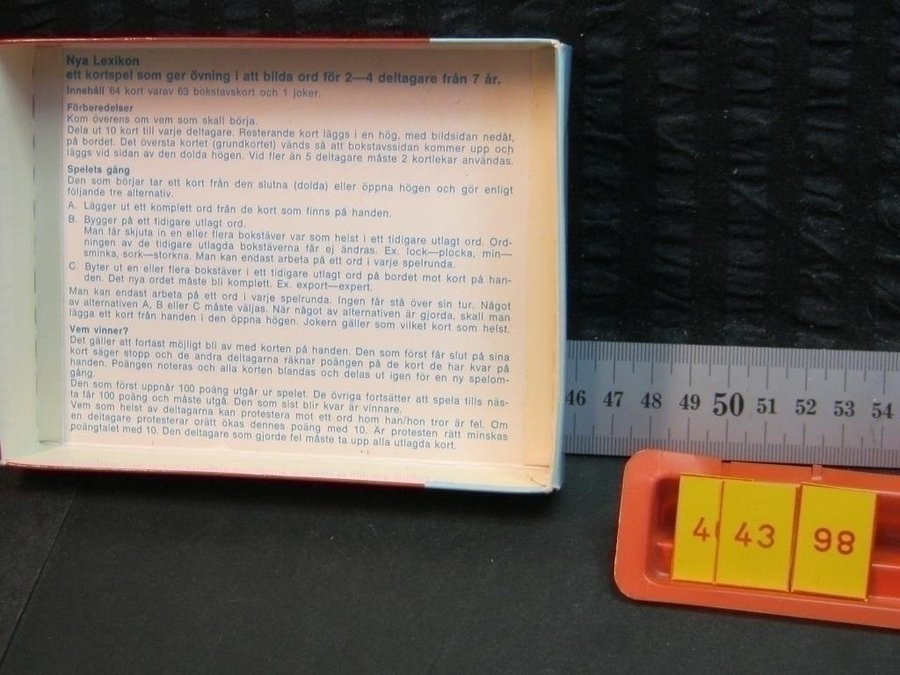 Nya Lexikon
ett kortspel som ger övning i att bilda ord för 2—4 deltagare från 7 år.
Innehåll 64 kort varav 63 bokstavskort och 1 joker.
Förberedelser
Kom överens om vem som skall börja.
Dela ut 10 kort till varje deltagare. Resterande kort läggs i en hög, med bildsidan nedåt,
på bordet. Det översta kortet (grundkortet) vänds så att bokstavssidan kommer upp och
läggs vid sidan av den dolda högen. Vid fler än 5 deltagare måste 2 kortlekar användas.
Spelets gång
Den som börjar tar ett kort från den slutna (dolda) eller öppna högen och gör enligt
följande tre alternativ.
A. Lägger ut ett komplett ord från de kort som finns på handen.
B. Bygger på ett tidigare utlagt ord.
Man får skjuta in en eller flera bokstäver var som helst i ett tidigare utlagt ord. Ord-
ningen av de tidigare utlagda bokstäverna får ej ändras. Ex. lock—plocka, min—
sminka, sork—storkna. Man kan endast arbeta på ett ord i varje spelrunda.
C. Byter ut en eller flera bokstäver i ett tidigare utlagt ord på bordet mot kort på han-
den. Det nya ordet måste bli komplett. Ex. export—expert.
Man kan endast arbeta på ett ord i varje spelrunda. Ingen får stå över sin tur. Något
av alternativen A, B eller C måste väljas. När något av alternativen är gjorda, skall man
lägga ett kort från handen i den öppna högen. Jokern gäller som vilket kort som helst.
Vem vinner?
Det gäller att fortast möjligt bli av med korten på handen. Den som först får slut på sina
kort säger stopp och de andra deltagarna räknar poängen på de kort de har kvar på
handen. Poängen noteras och alla korten blandas och delas ut igen för en ny spelom-
gång.
Den som först uppnår 100 poäng utgår ur spelet. De övriga fortsätter att spela tills näs-
ta får 100 poäng och måste utgå. Den som sist blir kvar är vinnare.
Vem som helst av deltagarna kan protestera mot ett ord hom han/hon tror är fel. Om
en deltagare protesterar orätt ökas dennes poäng med 10. Är protesten rätt minskas
poängtalet med 10. Den deltagare som gjorde fel måste ta upp alla utlagda kort.
46 47 48 49 50 51 52 53 54
43 98